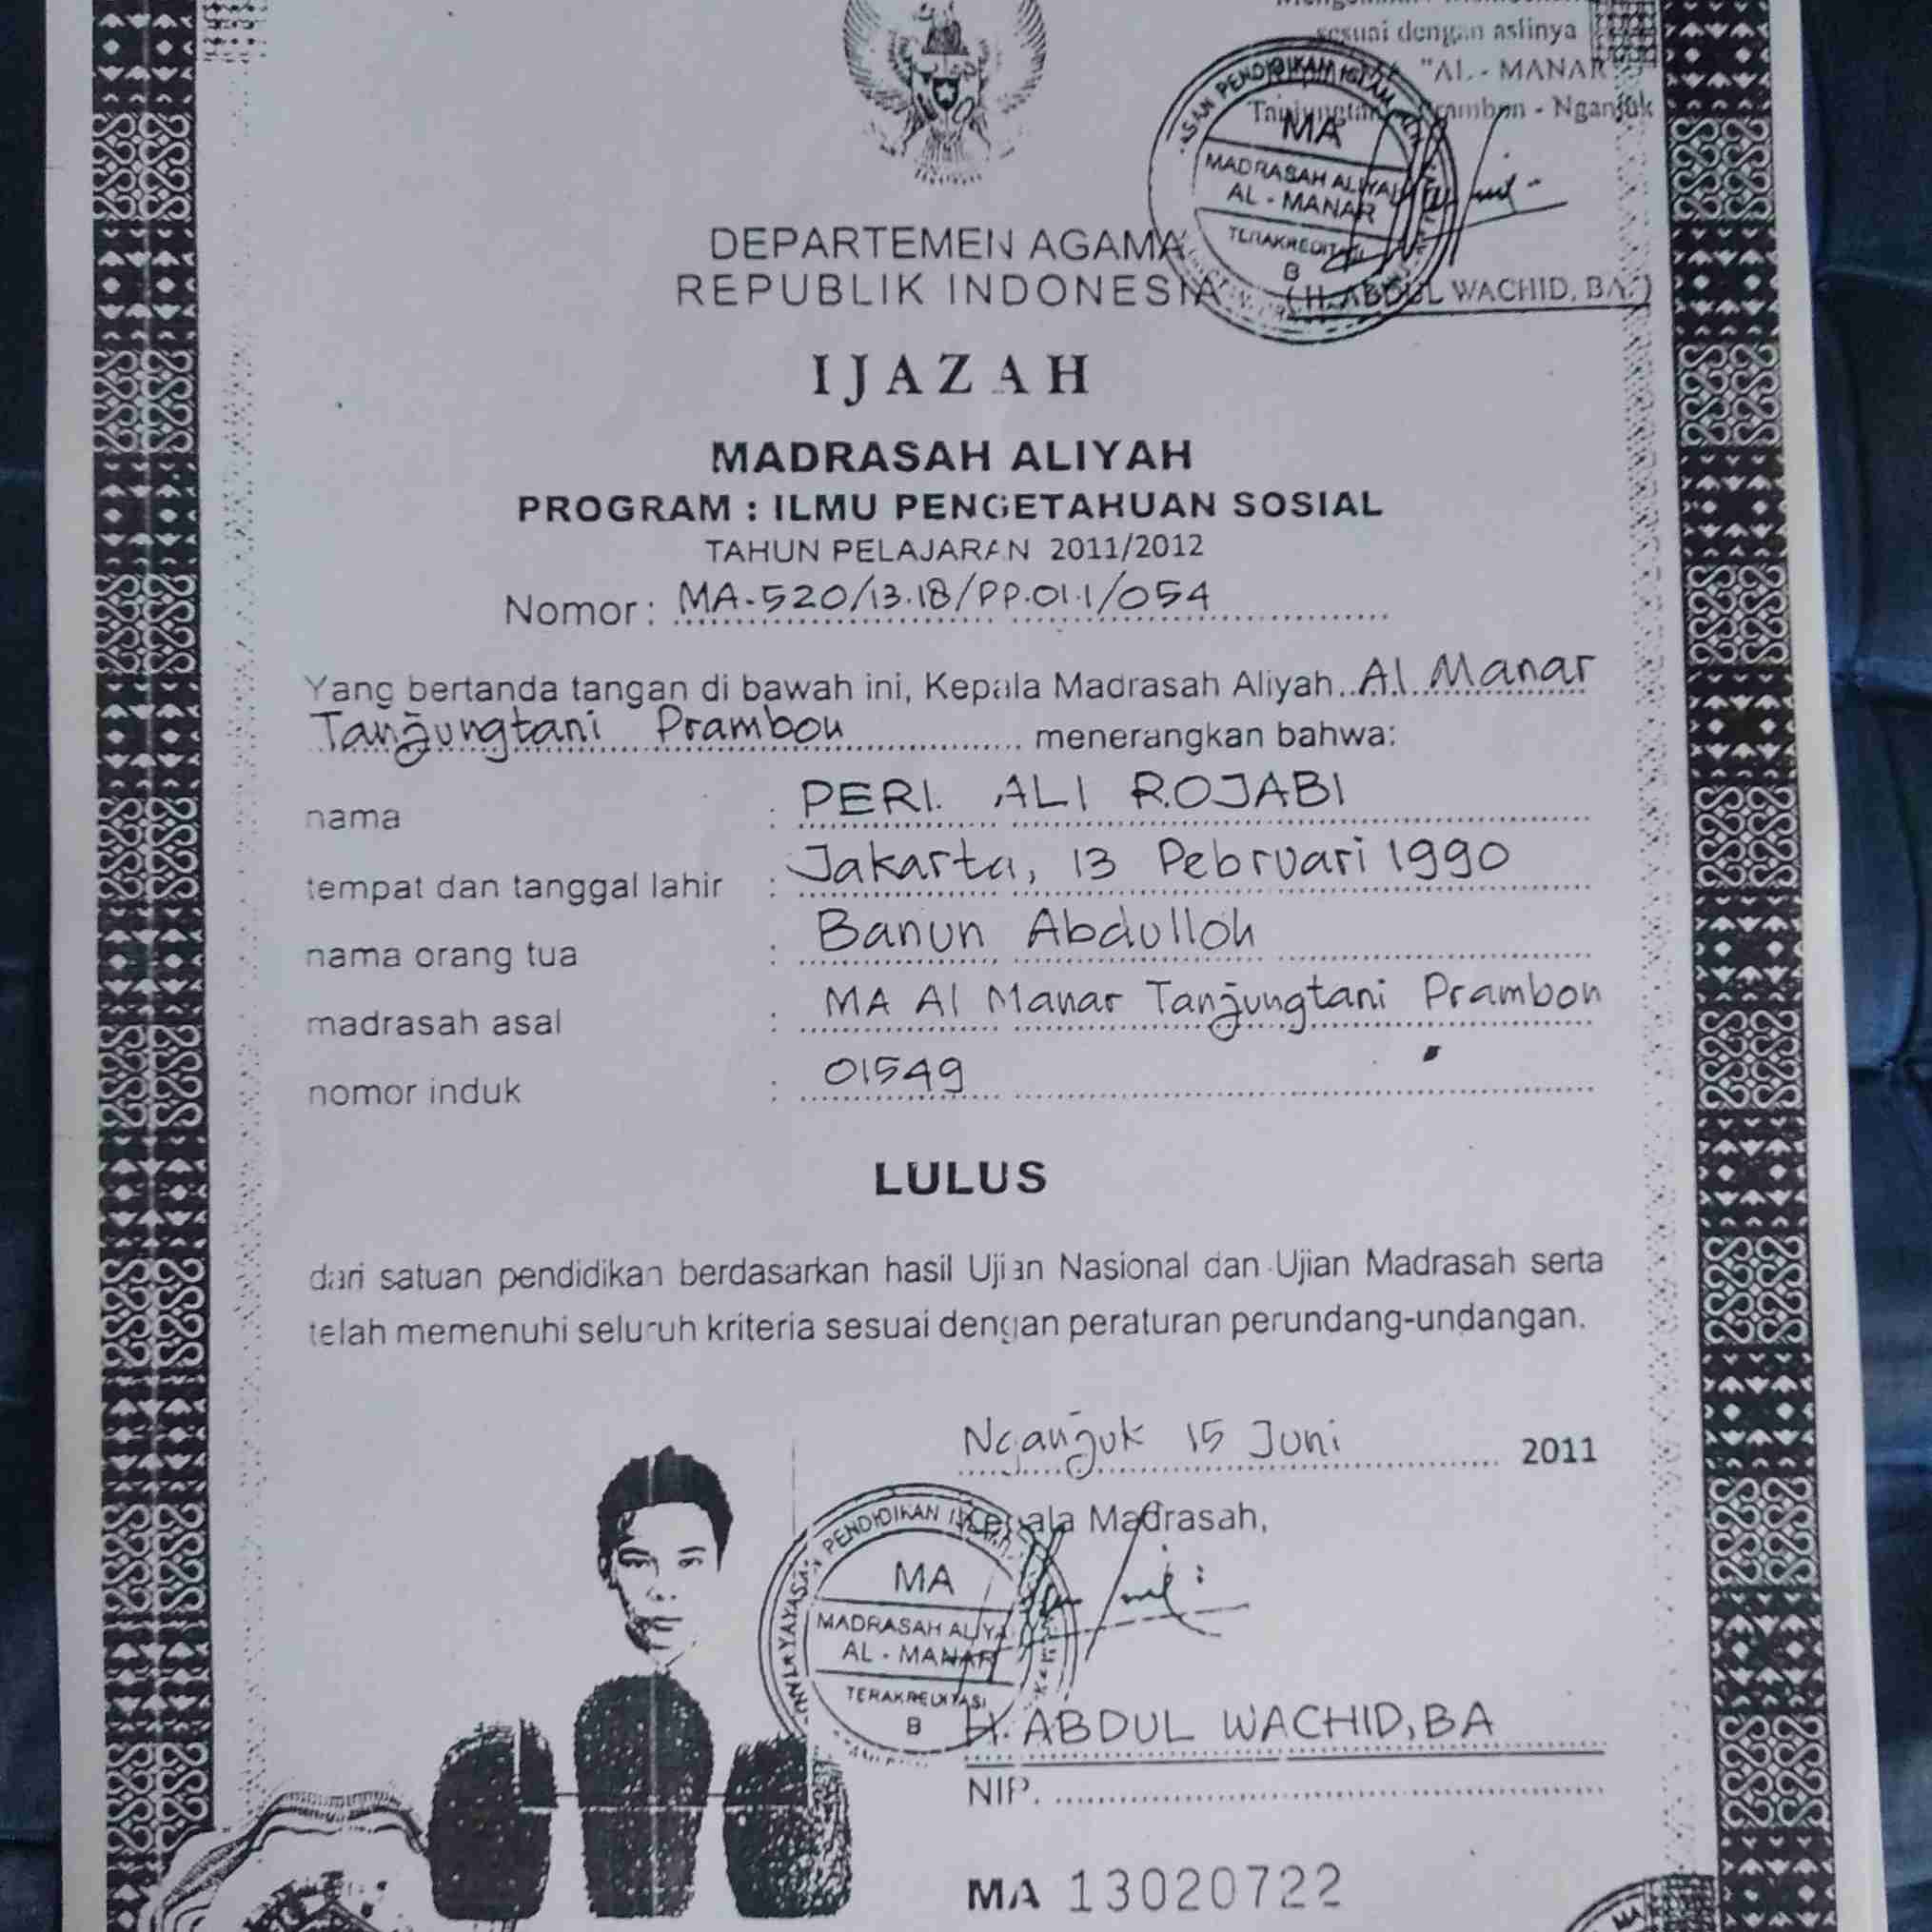 sesuai dengan aslinya
"AL - MANAR"
Prambon - Nganjuk
PENDIDIKAN ISLAM
MA
MADRASAH ALIYAH
AL - MANAR
TERAKREDITASI
B
(H. ABDUL WACHID, BA.)
DEPARTEMEN AGAMA
REPUBLIK INDONESIA
IJAZAH
MADRASAH ALIYAH
PROGRAM : ILMU PENGETAHUAN SOSIAL
TAHUN PELAJARAN 2011/2012
Nomor : MA-520/13.18/PP.01.1/054
Yang bertanda tangan di bawah ini, Kepala Madrasah Aliyah Al Manar
Tanjungtani Prambon menerangkan bahwa:
nama : PERI. ALI ROJABI
tempat dan tanggal lahir : Jakarta, 13 Pebruari 1990
nama orang tua : Banun Abdulloh
madrasah asal : MA Al Manar Tanjungtani Prambon
nomor induk : 01549
LULUS
dari satuan pendidikan berdasarkan hasil Ujian Nasional dan Ujian Madrasah serta
telah memenuhi seluruh kriteria sesuai dengan peraturan perundang-undangan.
Nganjuk 15 Juni 2011
Kepala Madrasah,
YAYASAN PENDIDIKAN ISLAM
MA
MADRASAH ALIYAH
AL - MANAR
TERAKREDITASI
B
H. ABDUL WACHID, BA
NIP.
MA 13020722
MA